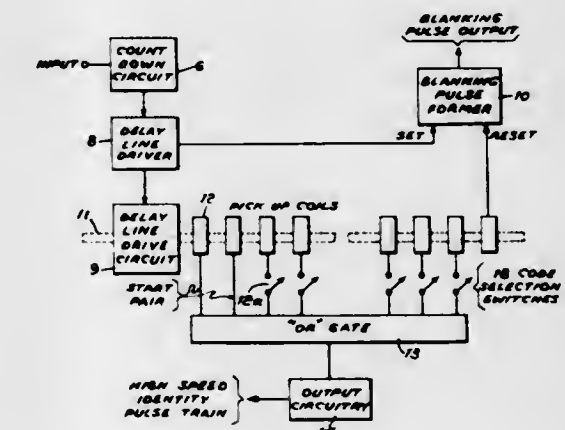 BLANKING
PULSE OUTPUT
INPUT
COUNT
DOWN
CIRCUIT
6
BLANKING
PULSE
FORMER
10
8
DELAY
LINE
DRIVER
SET
RESET
11
DELAY
LINE
DRIVE
CIRCUIT
9
12
PICK UP COILS
START
PAIR
12a
18 CODE
SELECTION
SWITCHES
"OR" GATE
13
HIGH SPEED
IDENTITY
PULSE TRAIN
OUTPUT
CIRCUITRY